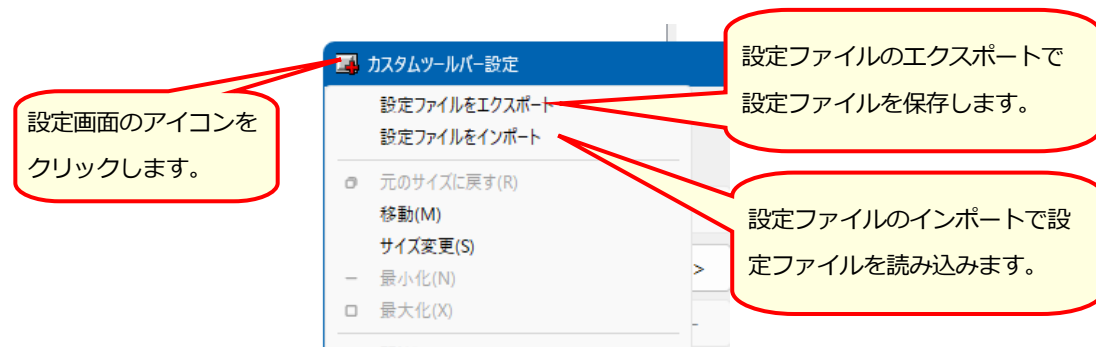 カスタムツールバー設定
設定ファイルをエクスポート
設定ファイルをインポート
元のサイズに戻す(R)
移動(M)
サイズ変更(S)
最小化(N)
最大化(X)
設定画面のアイコンを
クリックします。
設定ファイルのエクスポートで
設定ファイルを保存します。
設定ファイルのインポートで設
定ファイルを読み込みます。
>